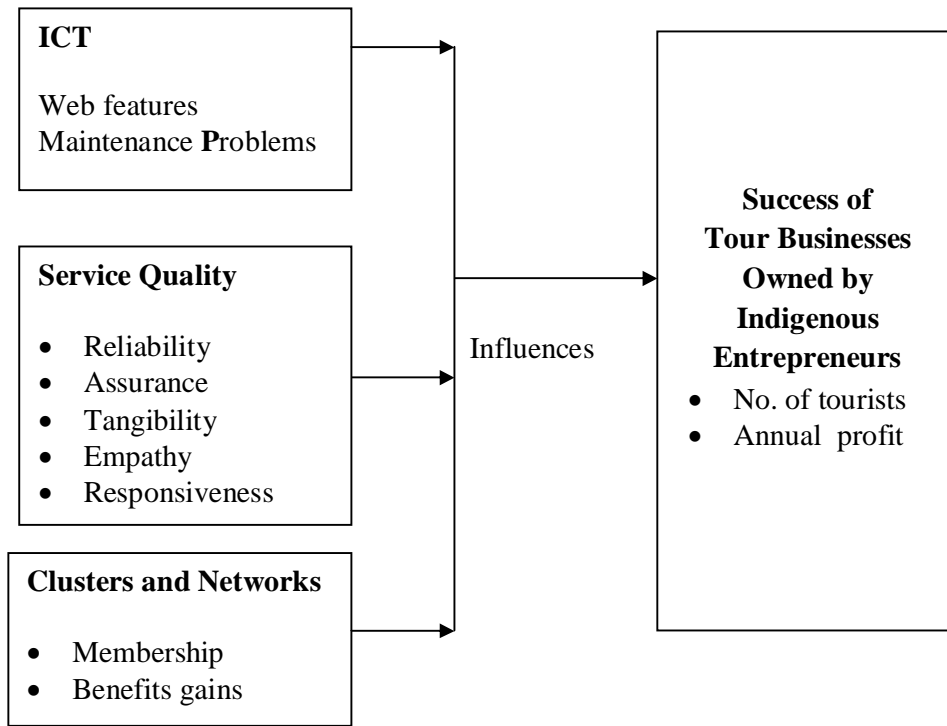 ICT
Web features
Maintenance Problems
Service Quality
• Reliability
• Assurance
• Tangibility
• Empathy
• Responsiveness
Clusters and Networks
• Membership
• Benefits gains
Influences
Success of
Tour Businesses
Owned by
Indigenous
Entrepreneurs
• No. of tourists
• Annual profit